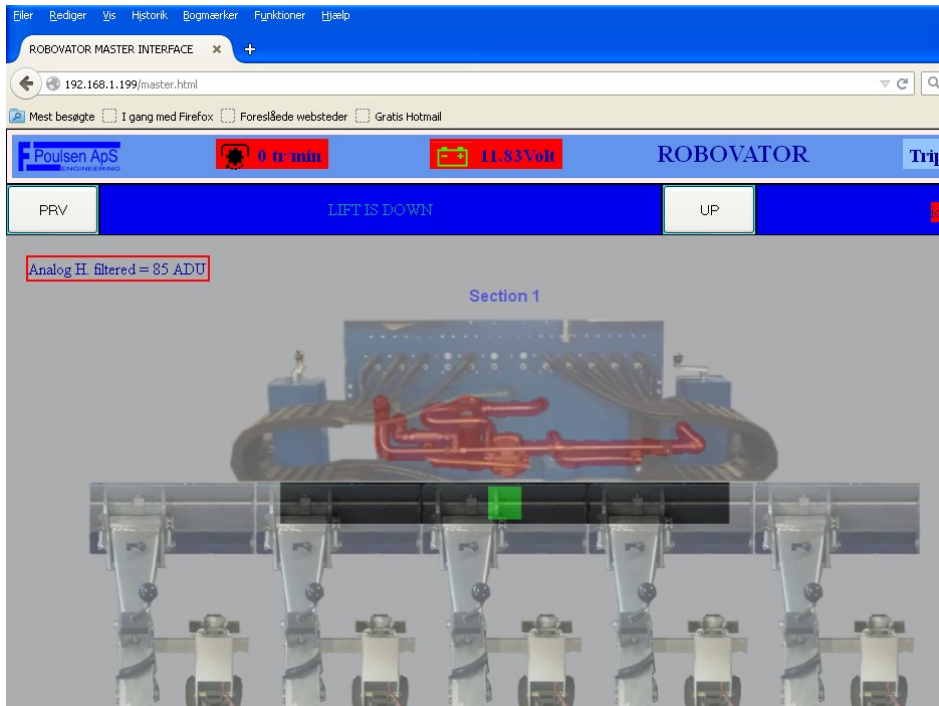 Filer Rediger Vis Historik Bogmærker Funktioner Hjælp
ROBOVATOR MASTER INTERFACE × +
192.168.1.199/master.html
Mest besøgte I gang med Firefox Foreslåede websteder Gratis Hotmail
F Poulsen ApS
ENGINEERING
0 tr/min
11.83Volt
ROBOVATOR
Trip
PRV
LIFT IS DOWN
UP
Analog H. filtered = 85 ADU
Section 1